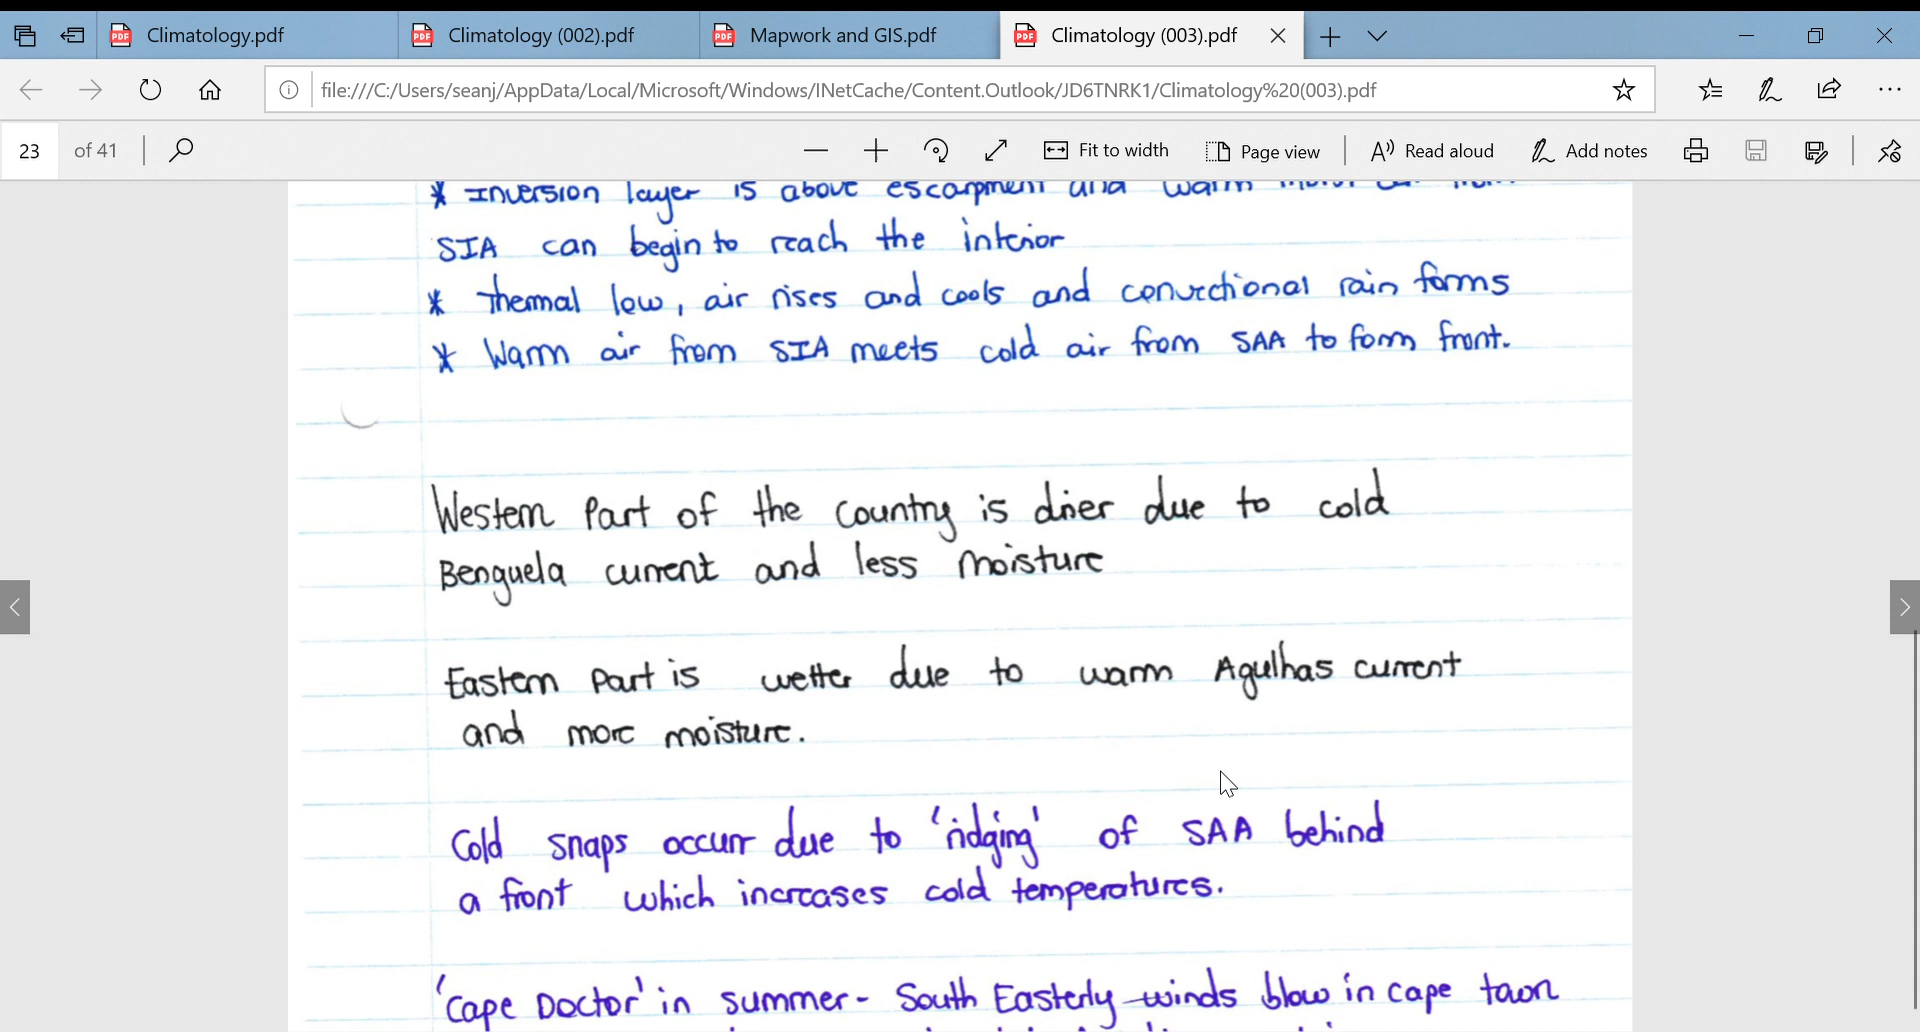 Climatology.pdf
Climatology (002).pdf
Mapwork and GIS.pdf
Climatology (003).pdf
file:///C:/Users/seanj/AppData/Local/Microsoft/Windows/INetCache/Content.Outlook/JD6TNRK1/Climatology%20(003).pdf
23 of 41
Fit to width
Page view
Read aloud
Add notes
* Inversion layer is above escarpment and warm moist air from
SIA can begin to reach the interior
* Thermal low, air rises and cools and convectional rain forms
* Warm air from SIA meets cold air from SAA to form front.
Western Part of the country is drier due to cold
Benguela current and less moisture
Eastern Part is wetter due to warm Agulhas current
and more moisture.
Cold snaps occurr due to 'ridging' of SAA behind
a front which increases cold temperatures.
'Cape Doctor' in summer - South Easterly winds blow in cape town